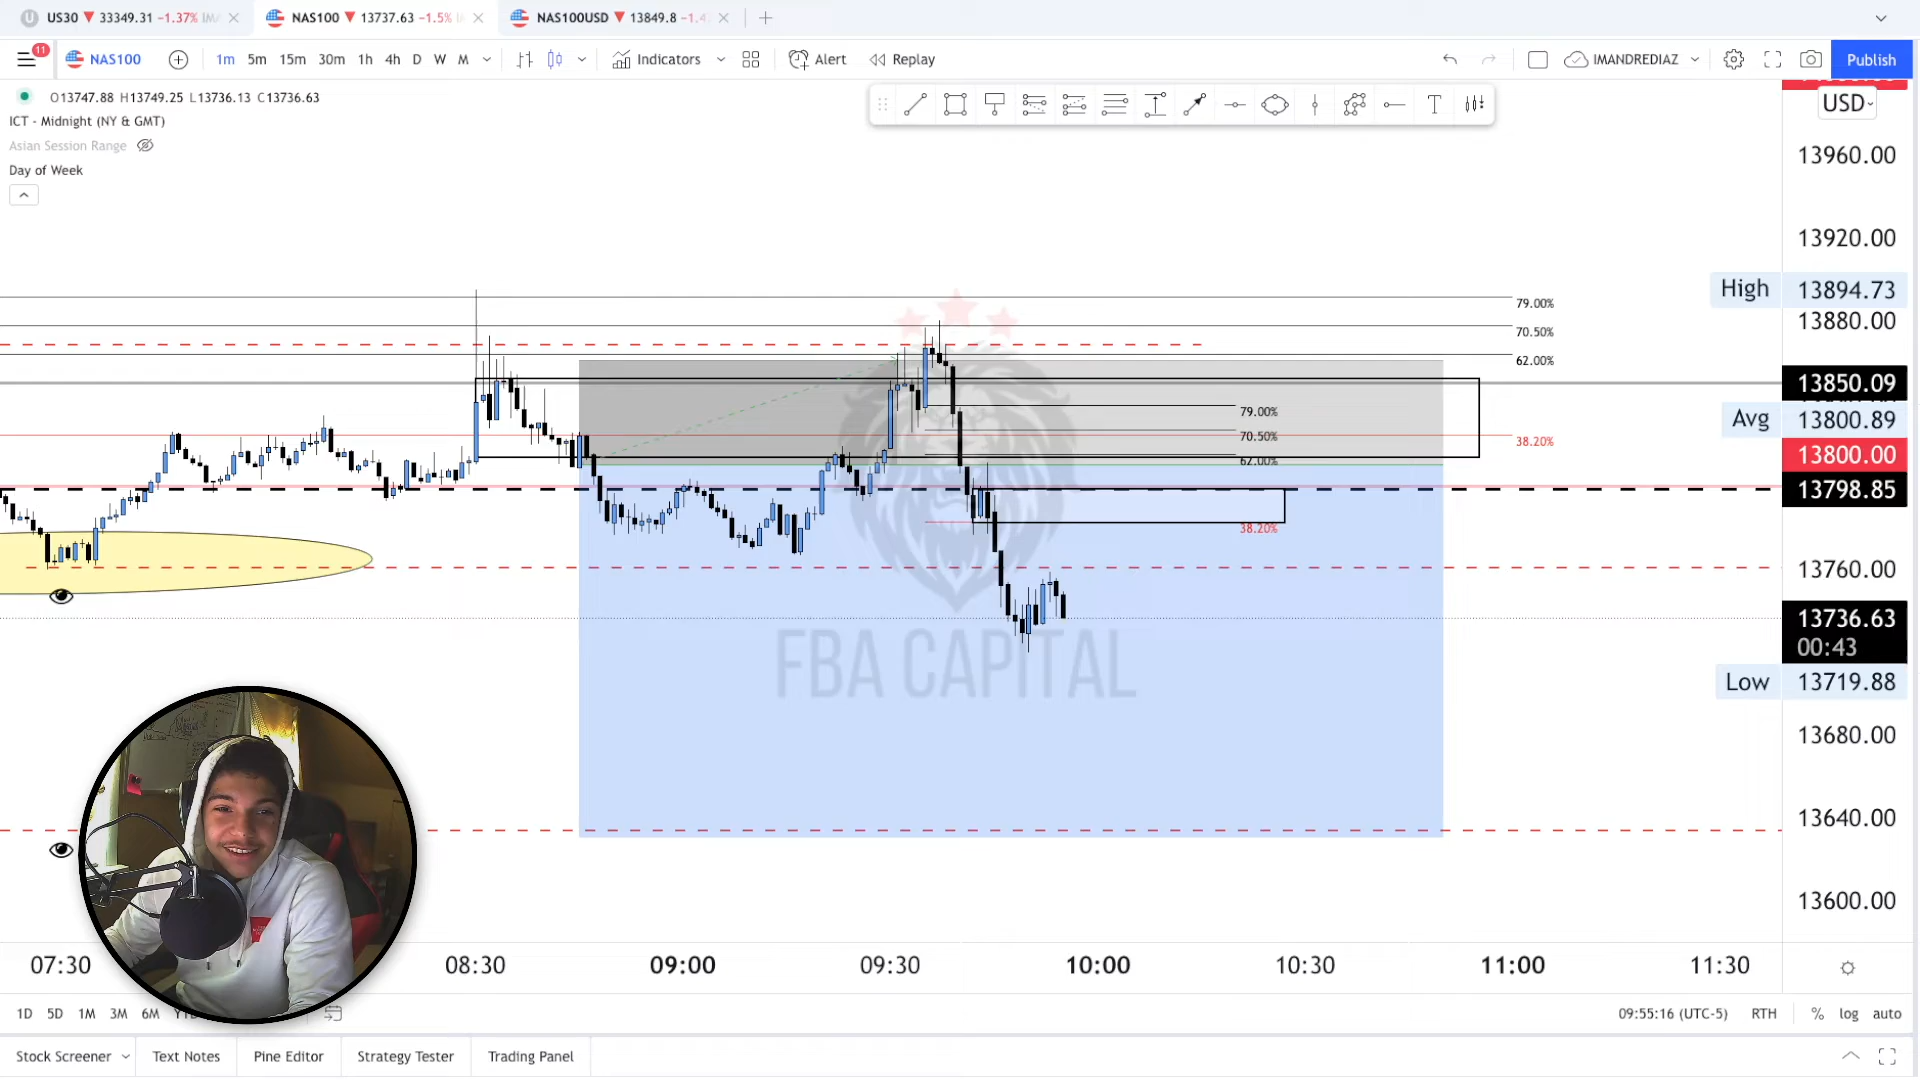 US30 33349.31 −1.37%
NAS100 13737.63 −1.5%
NAS100USD 13849.8
11 NAS100 1m 5m 15m 30m 1h 4h D W M Indicators Alert Replay IMANDREDIAZ Publish
O13747.88 H13749.25 L13736.13 C13736.63
USD
ICT - Midnight (NY & GMT)
Asian Session Range
Day of Week
13960.00
13920.00
High 13894.73
79.00%
13880.00
70.50%
62.00%
13850.09
79.00%
Avg 13800.89
70.50%
38.20%
13800.00
62.00%
13798.85
38.20%
13760.00
13736.63
00:43
FBA CAPITAL
Low 13719.88
13680.00
13640.00
13600.00
07:30 08:30 09:00 09:30 10:00 10:30 11:00 11:30
1D 5D 1M 3M 6M 09:55:16 (UTC-5) RTH % log auto
Stock Screener Text Notes Pine Editor Strategy Tester Trading Panel